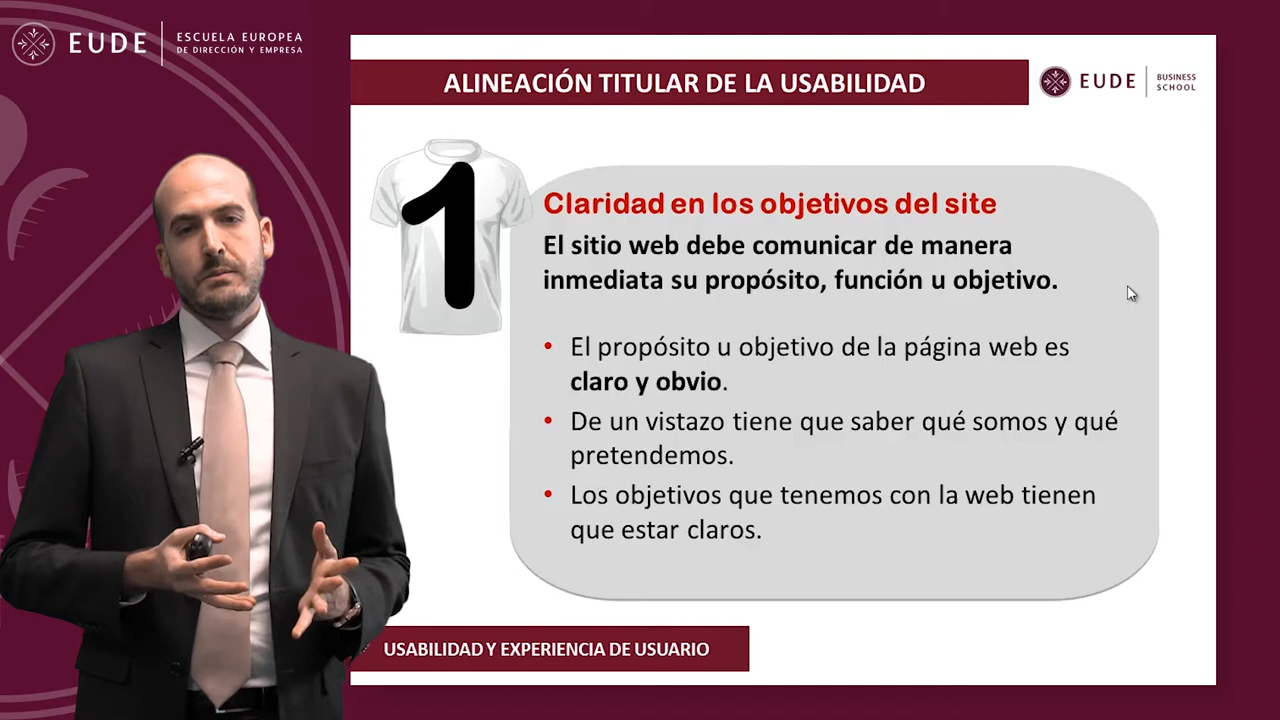 EUDE
ESCUELA EUROPEA
DE DIRECCIÓN Y EMPRESA
ALINEACIÓN TITULAR DE LA USABILIDAD
EUDE
BUSINESS
SCHOOL
1
Claridad en los objetivos del site
El sitio web debe comunicar de manera
inmediata su propósito, función u objetivo.
• El propósito u objetivo de la página web es
claro y obvio.
• De un vistazo tiene que saber qué somos y qué
pretendemos.
• Los objetivos que tenemos con la web tienen
que estar claros.
USABILIDAD Y EXPERIENCIA DE USUARIO